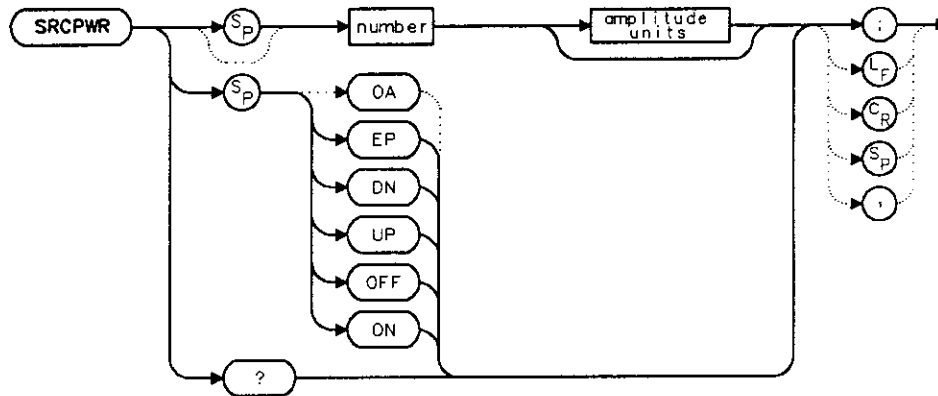 SRCPWR
SP
number
amplitude
units
;
LF
CR
SP
,
SP
OA
EP
DN
UP
OFF
ON
?